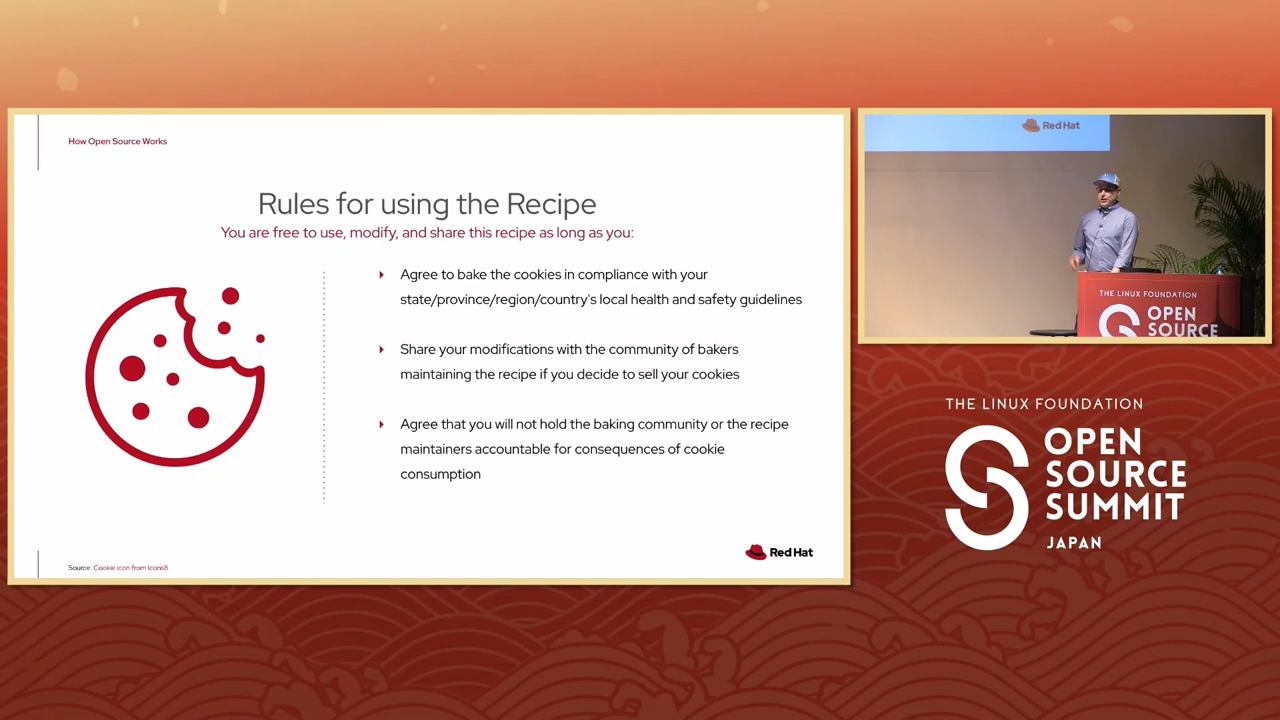 How Open Source Works
Rules for using the Recipe
You are free to use, modify, and share this recipe as long as you:
Agree to bake the cookies in compliance with your
state/province/region/country's local health and safety guidelines
Share your modifications with the community of bakers
maintaining the recipe if you decide to sell your cookies
Agree that you will not hold the baking community or the recipe
maintainers accountable for consequences of cookie
consumption
Source: Cookie icon from Icons8
Red Hat
Red Hat
THE LINUX FOUNDATION
OPEN
SOURCE
THE LINUX FOUNDATION
OPEN
SOURCE
SUMMIT
JAPAN